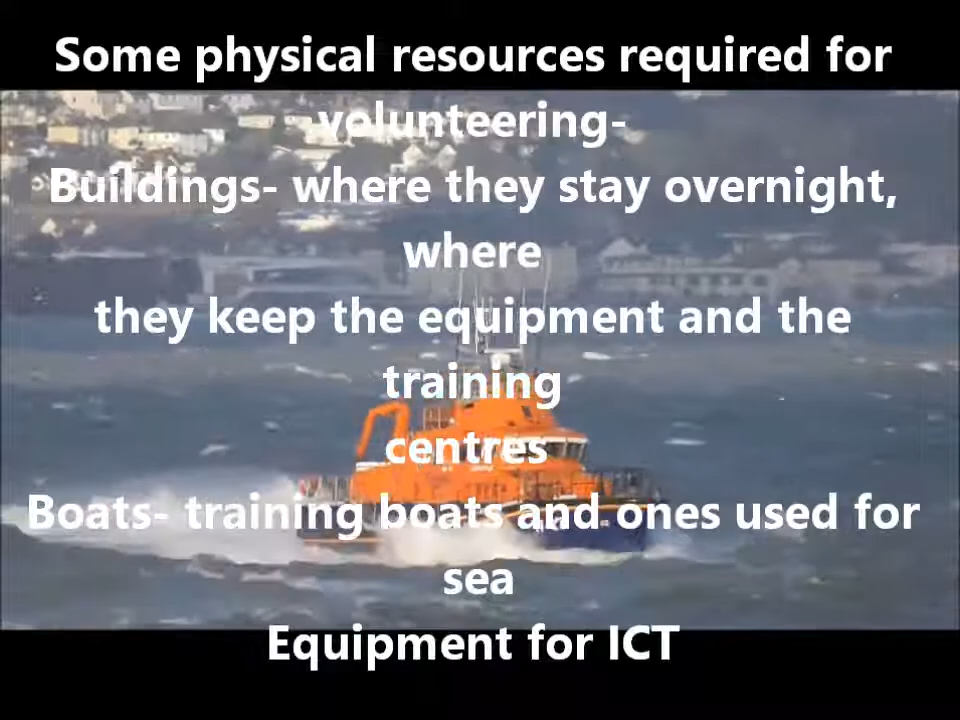 Some physical resources required for
volunteering-
Buildings- where they stay overnight,
where
they keep the equipment and the
training
centres
Boats- training boats and ones used for
sea
Equipment for ICT